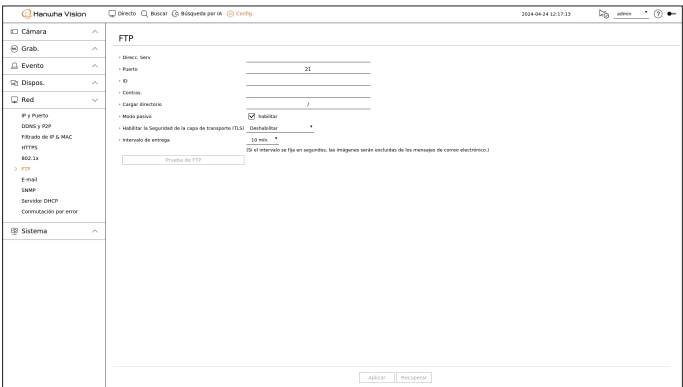 Hanwha Vision
Directo Buscar Búsqueda por IA Config.
2024-04-24 12:17:13
admin
?
Cámara
Grab.
Evento
Dispos.
Red
IP y Puerto
DDNS y P2P
Filtrado de IP & MAC
HTTPS
802.1x
> FTP
E-mail
SNMP
Servidor DHCP
Conmutación por error
Sistema
FTP
Direcc. Serv
Puerto 21
ID
Contras.
Cargar directorio /
Modo pasivo habilitar
Habilitar la Seguridad de la capa de transporte (TLS) Deshabilitar
Intervalo de entrega 10 min
(Si el intervalo se fija en segundos, las imágenes serán excluidas de los mensajes de correo electrónico.)
Prueba de FTP
Aplicar Recuperar